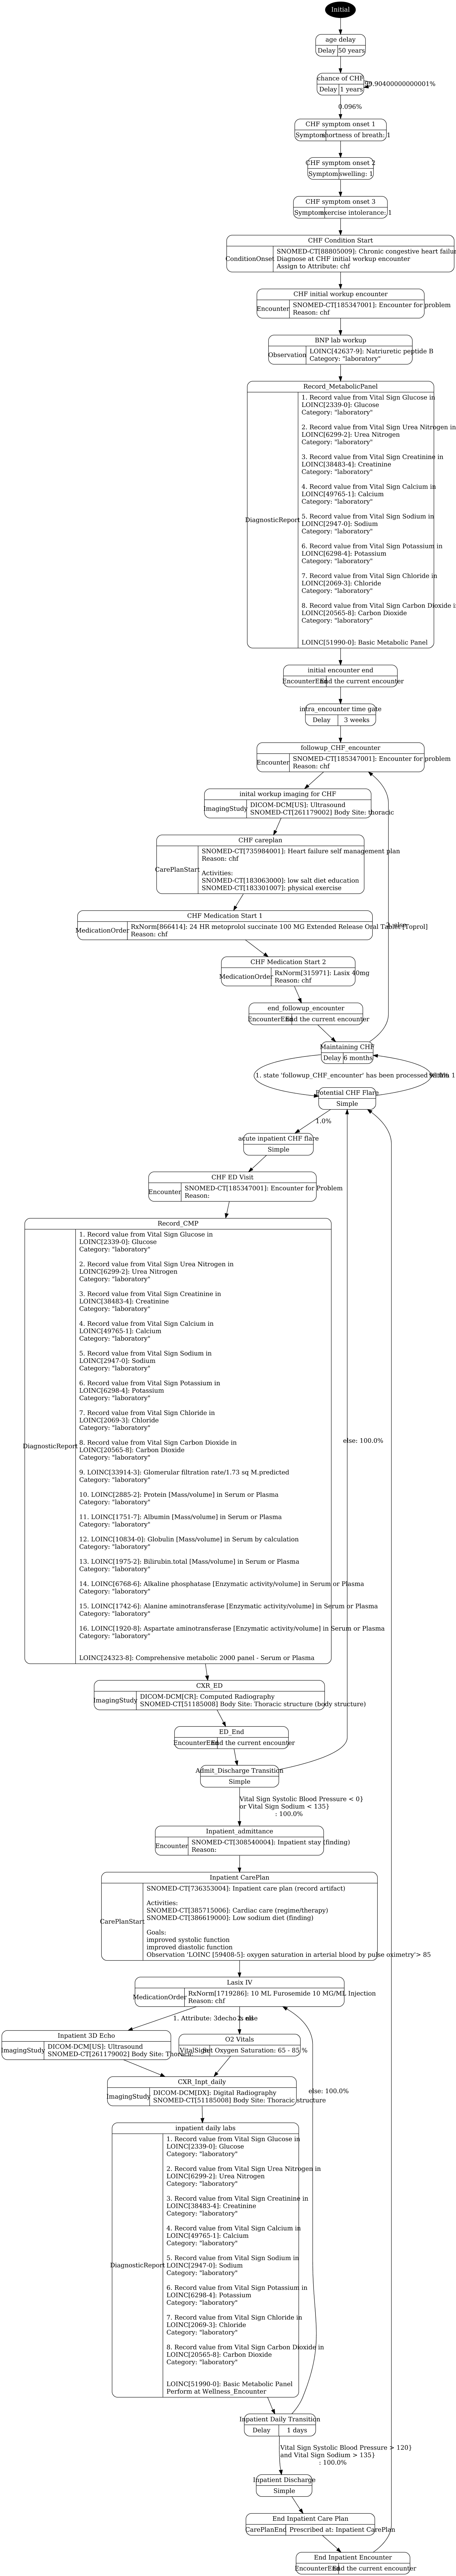 Initial
age delay
Delay 50 years
chance of CHF
Delay 1 years
.90400000000001%
0.096%
CHF symptom onset 1
Symptom shortness of breath: 1
CHF symptom onset 2
Symptom swelling: 1
CHF symptom onset 3
Symptom exercise intolerance: 1
CHF Condition Start
ConditionOnset
SNOMED-CT[88805009]: Chronic congestive heart failu
Diagnose at CHF initial workup encounter
Assign to Attribute: chf
CHF initial workup encounter
Encounter
SNOMED-CT[185347001]: Encounter for problem
Reason: chf
BNP lab workup
Observation
LOINC[42637-9]: Natriuretic peptide B
Category: "laboratory"
Record_MetabolicPanel
DiagnosticReport
1. Record value from Vital Sign Glucose in
LOINC[2339-0]: Glucose
Category: "laboratory"
2. Record value from Vital Sign Urea Nitrogen in
LOINC[6299-2]: Urea Nitrogen
Category: "laboratory"
3. Record value from Vital Sign Creatinine in
LOINC[38483-4]: Creatinine
Category: "laboratory"
4. Record value from Vital Sign Calcium in
LOINC[49765-1]: Calcium
Category: "laboratory"
5. Record value from Vital Sign Sodium in
LOINC[2947-0]: Sodium
Category: "laboratory"
6. Record value from Vital Sign Potassium in
LOINC[6298-4]: Potassium
Category: "laboratory"
7. Record value from Vital Sign Chloride in
LOINC[2069-3]: Chloride
Category: "laboratory"
8. Record value from Vital Sign Carbon Dioxide i
LOINC[20565-8]: Carbon Dioxide
Category: "laboratory"
LOINC[51990-0]: Basic Metabolic Panel
initial encounter end
EncounterEnd End the current encounter
intra_encounter time gate
Delay 3 weeks
followup_CHF_encounter
Encounter
SNOMED-CT[185347001]: Encounter for problem
Reason: chf
inital workup imaging for CHF
ImagingStudy
DICOM-DCM[US]: Ultrasound
SNOMED-CT[261179002] Body Site: thoracic
CHF careplan
CarePlanStart
SNOMED-CT[735984001]: Heart failure self management plan
Reason: chf
Activities:
SNOMED-CT[183063000]: low salt diet education
SNOMED-CT[183301007]: physical exercise
CHF Medication Start 1
MedicationOrder
RxNorm[866414]: 24 HR metoprolol succinate 100 MG Extended Release Oral Tablet [Toprol]
Reason: chf
2. else
CHF Medication Start 2
MedicationOrder
RxNorm[315971]: Lasix 40mg
Reason: chf
end_followup_encounter
EncounterEnd End the current encounter
Maintaining CHF
Delay 6 months
1. state 'followup_CHF_encounter' has been processed within 1
Potential CHF Flare
Simple
1.0%
acute inpatient CHF flare
Simple
CHF ED Visit
Encounter
SNOMED-CT[185347001]: Encounter for Problem
Reason:
Record_CMP
DiagnosticReport
1. Record value from Vital Sign Glucose in
LOINC[2339-0]: Glucose
Category: "laboratory"
2. Record value from Vital Sign Urea Nitrogen in
LOINC[6299-2]: Urea Nitrogen
Category: "laboratory"
3. Record value from Vital Sign Creatinine in
LOINC[38483-4]: Creatinine
Category: "laboratory"
4. Record value from Vital Sign Calcium in
LOINC[49765-1]: Calcium
Category: "laboratory"
5. Record value from Vital Sign Sodium in
LOINC[2947-0]: Sodium
Category: "laboratory"
6. Record value from Vital Sign Potassium in
LOINC[6298-4]: Potassium
Category: "laboratory"
7. Record value from Vital Sign Chloride in
LOINC[2069-3]: Chloride
Category: "laboratory"
8. Record value from Vital Sign Carbon Dioxide in
LOINC[20565-8]: Carbon Dioxide
Category: "laboratory"
9. LOINC[33914-3]: Glomerular filtration rate/1.73 sq M.predicted
Category: "laboratory"
10. LOINC[2885-2]: Protein [Mass/volume] in Serum or Plasma
Category: "laboratory"
11. LOINC[1751-7]: Albumin [Mass/volume] in Serum or Plasma
Category: "laboratory"
12. LOINC[10834-0]: Globulin [Mass/volume] in Serum by calculation
Category: "laboratory"
13. LOINC[1975-2]: Bilirubin.total [Mass/volume] in Serum or Plasma
Category: "laboratory"
14. LOINC[6768-6]: Alkaline phosphatase [Enzymatic activity/volume] in Serum or Plasma
Category: "laboratory"
15. LOINC[1742-6]: Alanine aminotransferase [Enzymatic activity/volume] in Serum or Plasma
Category: "laboratory"
16. LOINC[1920-8]: Aspartate aminotransferase [Enzymatic activity/volume] in Serum or Plasma
Category: "laboratory"
LOINC[24323-8]: Comprehensive metabolic 2000 panel - Serum or Plasma
else: 100.0%
CXR_ED
ImagingStudy
DICOM-DCM[CR]: Computed Radiography
SNOMED-CT[51185008] Body Site: Thoracic structure (body structure)
ED_End
EncounterEnd End the current encounter
Admit_Discharge Transition
Simple
Vital Sign Systolic Blood Pressure < 0}
or Vital Sign Sodium < 135}
: 100.0%
Inpatient_admittance
Encounter
SNOMED-CT[308540004]: Inpatient stay (finding)
Reason:
Inpatient CarePlan
CarePlanStart
SNOMED-CT[736353004]: Inpatient care plan (record artifact)
Activities:
SNOMED-CT[385715006]: Cardiac care (regime/therapy)
SNOMED-CT[386619000]: Low sodium diet (finding)
Goals:
improved systolic function
improved diastolic function
Observation 'LOINC [59408-5]: oxygen saturation in arterial blood by pulse oximetry'> 85
Lasix IV
MedicationOrder
RxNorm[1719286]: 10 ML Furosemide 10 MG/ML Injection
Reason: chf
1. Attribute: 3decho is nil
2. else
Inpatient 3D Echo
ImagingStudy
DICOM-DCM[US]: Ultrasound
SNOMED-CT[261179002] Body Site: Thoracic.
O2 Vitals
VitalSign Set Oxygen Saturation: 65 - 85 %
CXR_Inpt_daily
ImagingStudy
DICOM-DCM[DX]: Digital Radiography
SNOMED-CT[51185008] Body Site: Thoracic structure
else: 100.0%
inpatient daily labs
DiagnosticReport
1. Record value from Vital Sign Glucose in
LOINC[2339-0]: Glucose
Category: "laboratory"
2. Record value from Vital Sign Urea Nitrogen in
LOINC[6299-2]: Urea Nitrogen
Category: "laboratory"
3. Record value from Vital Sign Creatinine in
LOINC[38483-4]: Creatinine
Category: "laboratory"
4. Record value from Vital Sign Calcium in
LOINC[49765-1]: Calcium
Category: "laboratory"
5. Record value from Vital Sign Sodium in
LOINC[2947-0]: Sodium
Category: "laboratory"
6. Record value from Vital Sign Potassium in
LOINC[6298-4]: Potassium
Category: "laboratory"
7. Record value from Vital Sign Chloride in
LOINC[2069-3]: Chloride
Category: "laboratory"
8. Record value from Vital Sign Carbon Dioxide in
LOINC[20565-8]: Carbon Dioxide
Category: "laboratory"
LOINC[51990-0]: Basic Metabolic Panel
Perform at Wellness_Encounter
Inpatient Daily Transition
Delay 1 days
Vital Sign Systolic Blood Pressure > 120}
and Vital Sign Sodium > 135}
: 100.0%
Inpatient Discharge
Simple
End Inpatient Care Plan
CarePlanEnd Prescribed at: Inpatient CarePlan
End Inpatient Encounter
EncounterEnd End the current encounter